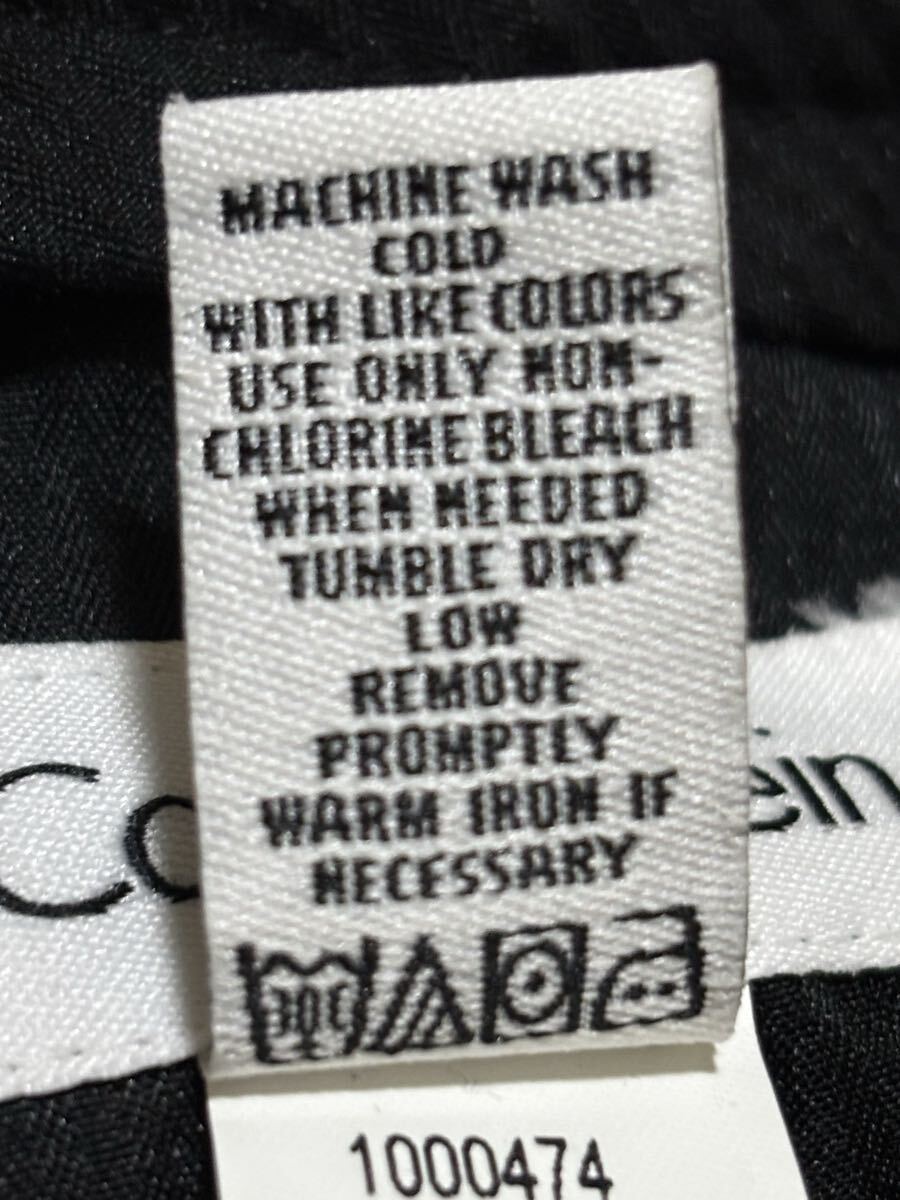 MACHINE WASH
COLD
WITH LIKE COLORS
USE ONLY NON-
CHLORINE BLEACH
WHEN NEEDED
TUMBLE DRY
LOW
REMOVE
PROMPTLY
WARM IRON IF
NECESSARY
30C
1000474